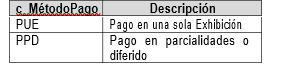 c_MétodoPago Descripción
PUE Pago en una sola Exhibición
PPD Pago en parcialidades o
diferido